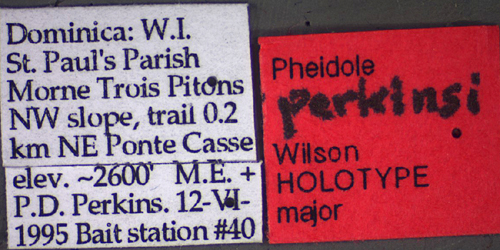 Dominica: W.I.
St. Paul's Parish
Morne Trois Pitons
NW slope, trail 0.2
km NE Ponte Casse
elev. ~2600' M.E. +
P.D. Perkins. 12-VI-
1995 Bait station #40
Pheidole
perkinsi
Wilson
HOLOTYPE
major